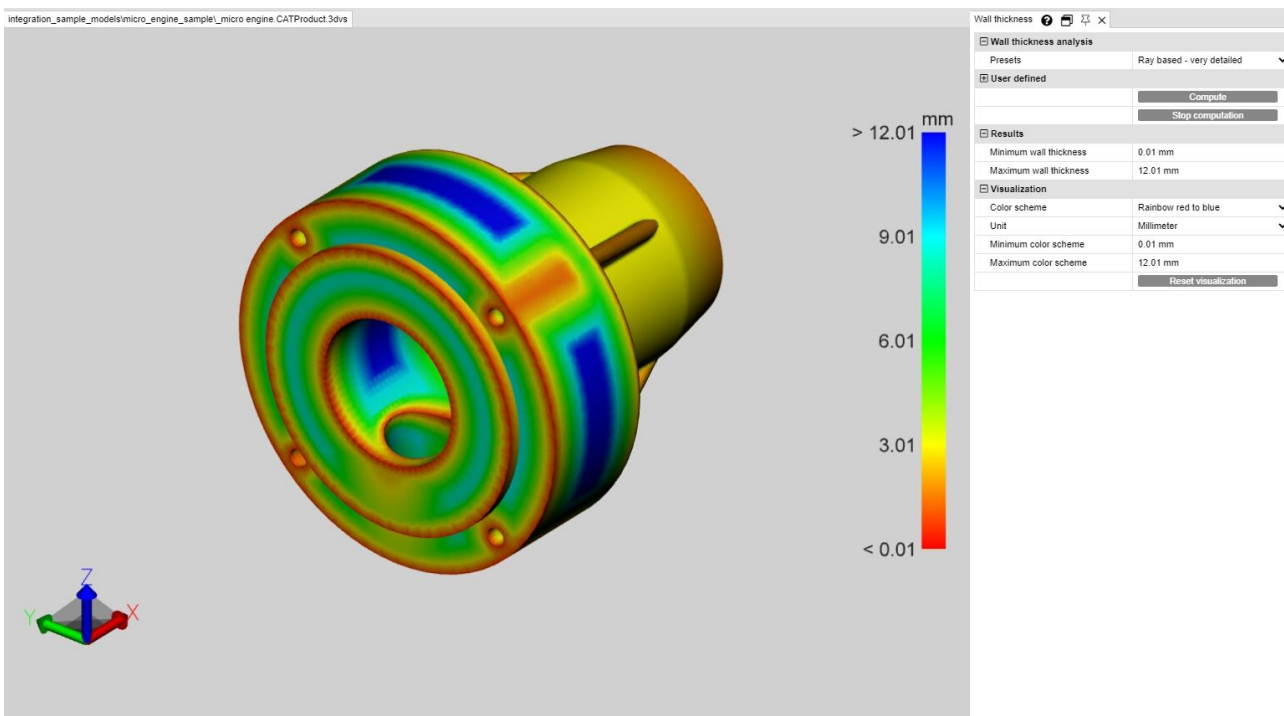 integration_sample_models\micro_engine_sample\_micro engine.CATProduct.3dvs
mm
> 12.01
9.01
6.01
3.01
< 0.01
Z
Y
X
Wall thickness
Wall thickness analysis
Presets Ray based - very detailed
User defined
Compute
Stop computation
Results
Minimum wall thickness 0.01 mm
Maximum wall thickness 12.01 mm
Visualization
Color scheme Rainbow red to blue
Unit Millimeter
Minimum color scheme 0.01 mm
Maximum color scheme 12.01 mm
Reset visualization